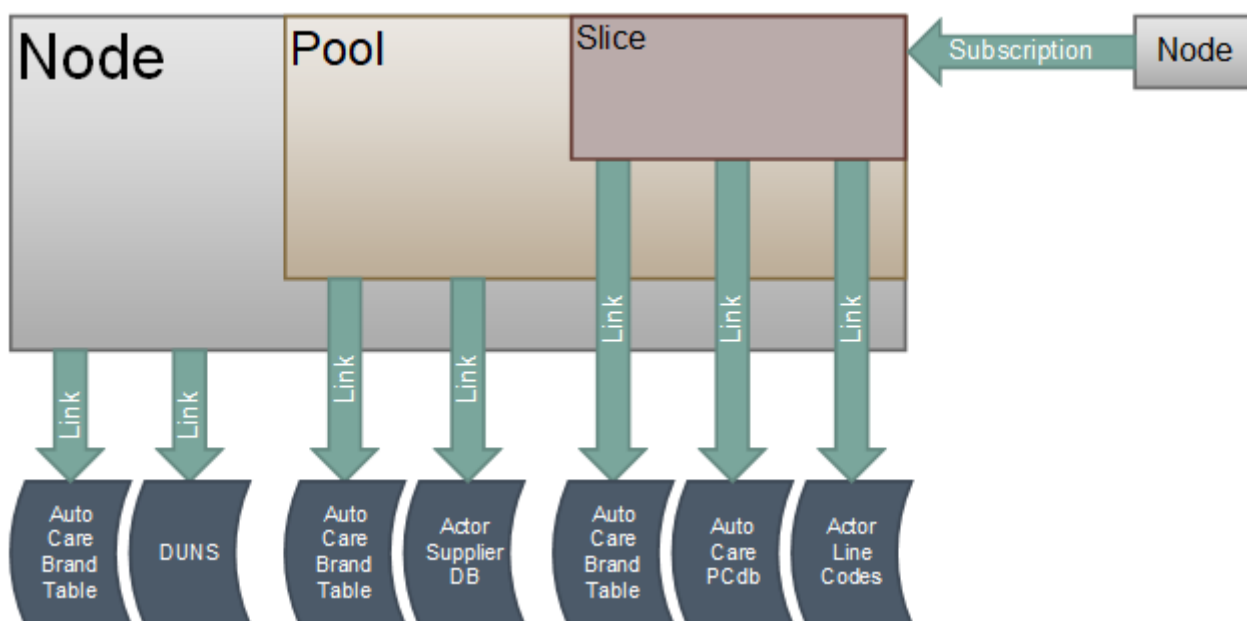 Node
Pool
Slice
Subscription
Node
Link
Link
Link
Link
Link
Link
Link
Auto
Care
Brand
Table
DUNS
Auto
Care
Brand
Table
Actor
Supplier
DB
Auto
Care
Brand
Table
Auto
Care
PCdb
Actor
Line
Codes